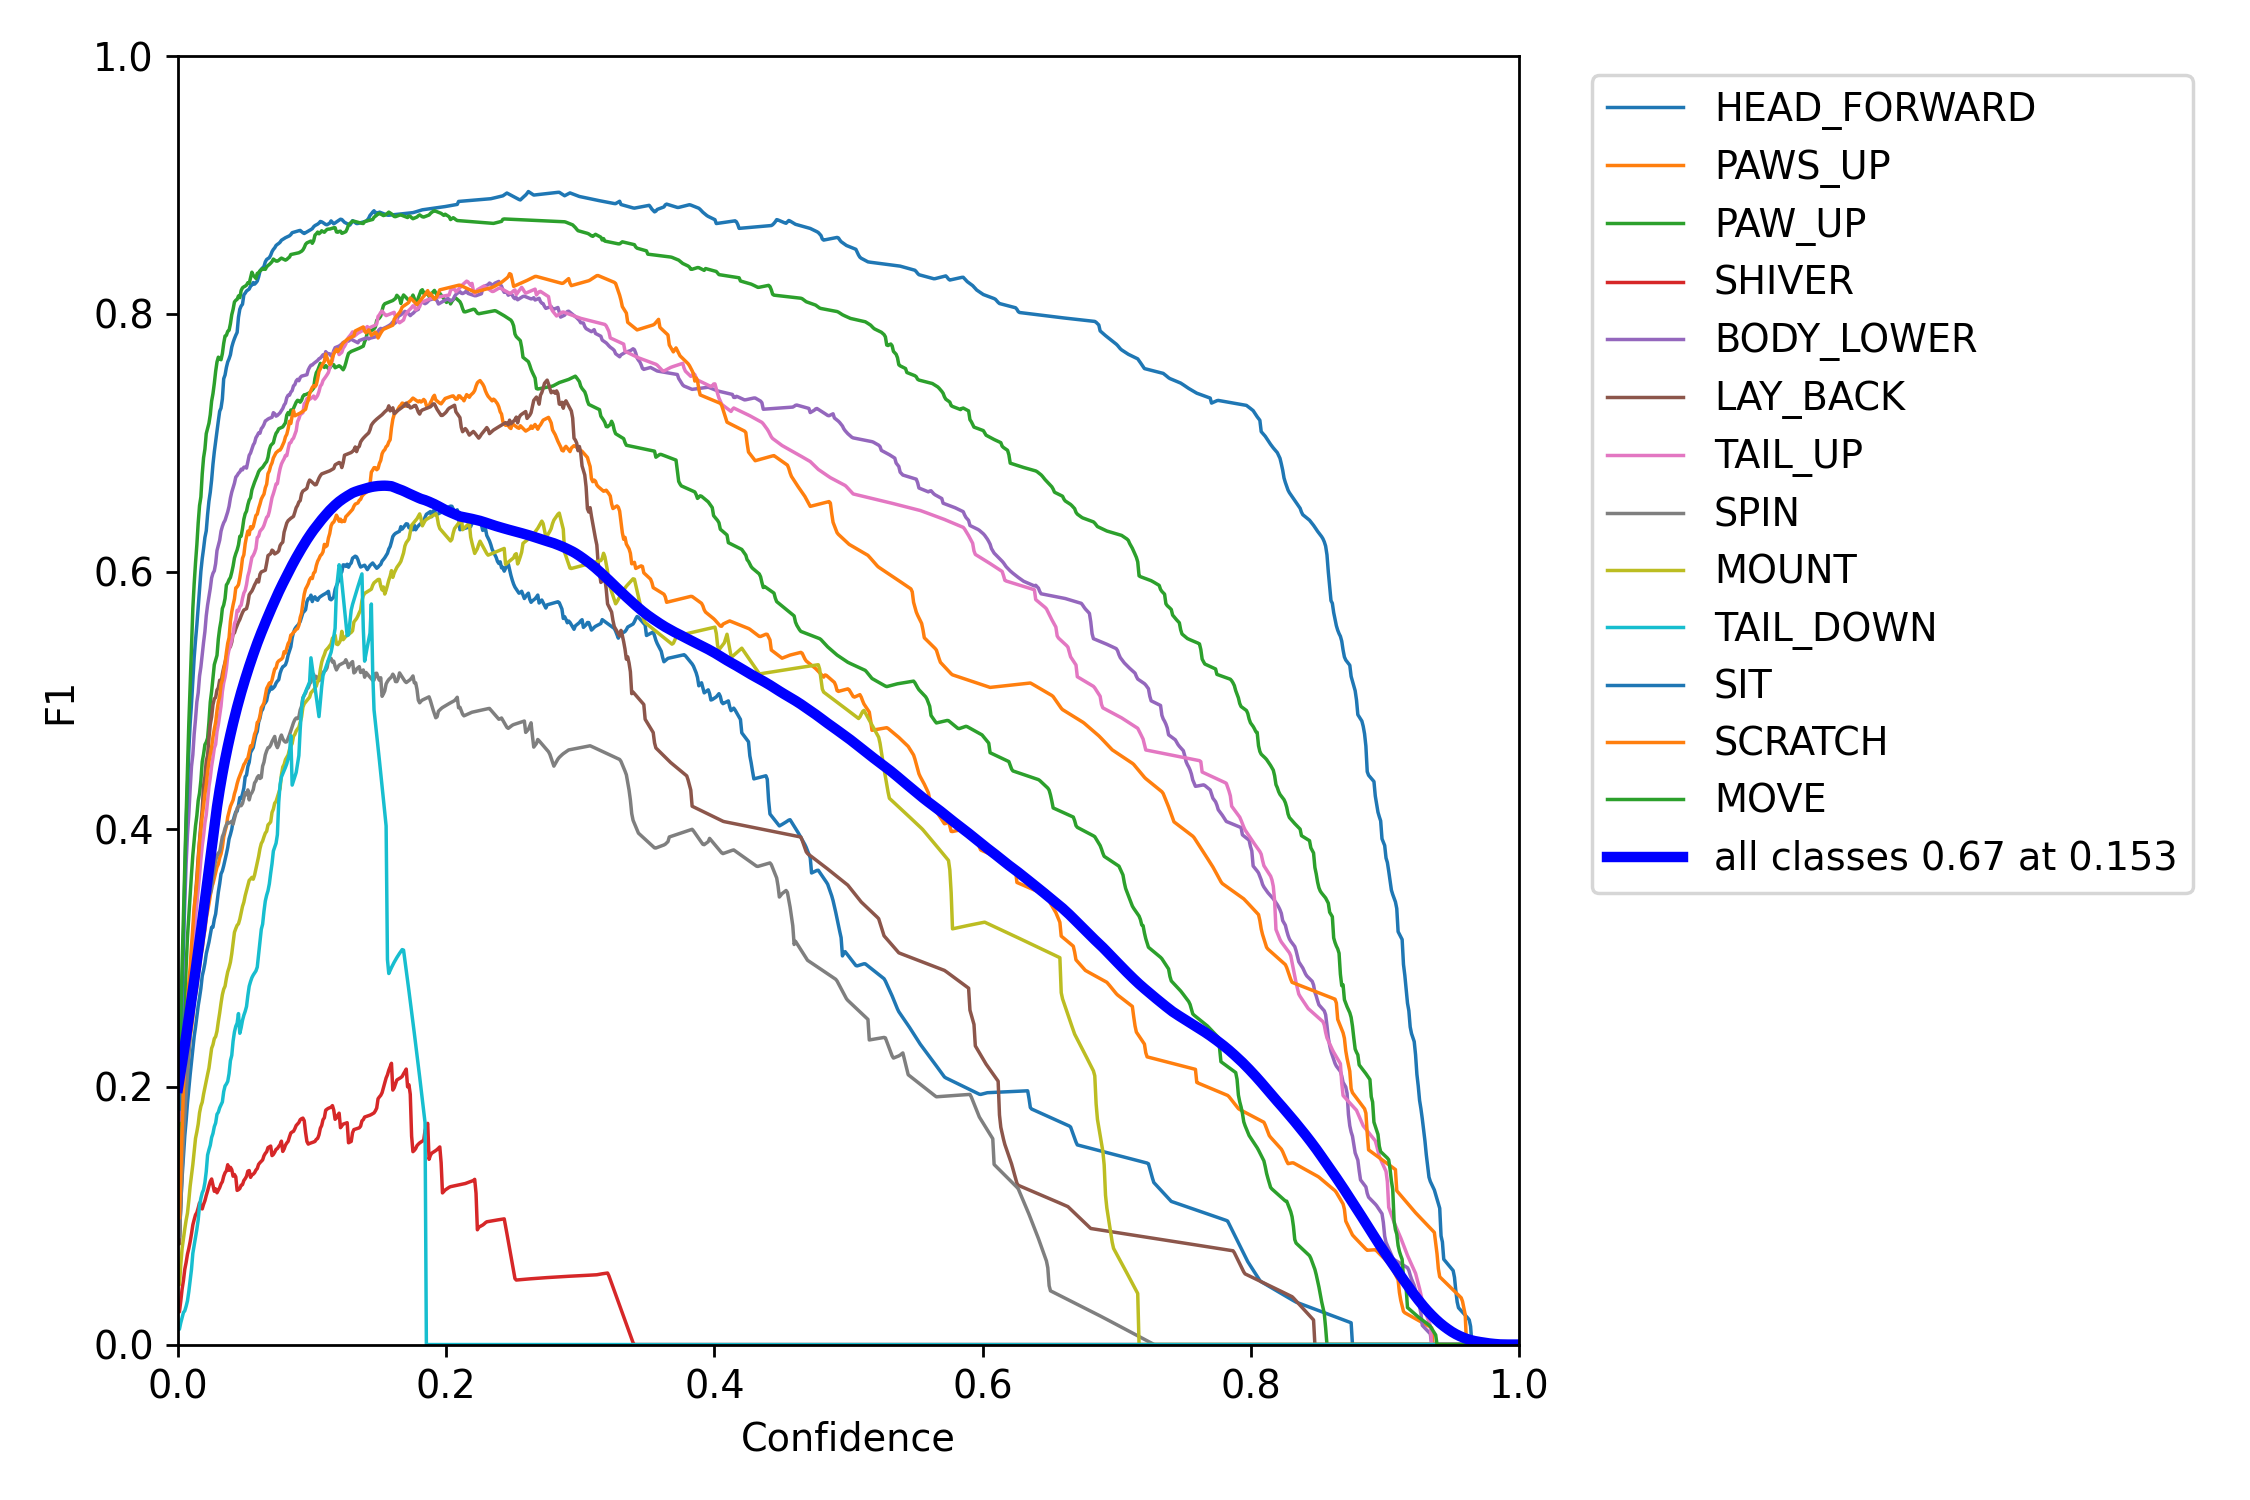 1.0
0.8
0.6
0.4
0.2
0.0
F1
0.0 0.2 0.4 0.6 0.8 1.0
Confidence
HEAD_FORWARD
PAWS_UP
PAW_UP
SHIVER
BODY_LOWER
LAY_BACK
TAIL_UP
SPIN
MOUNT
TAIL_DOWN
SIT
SCRATCH
MOVE
all classes 0.67 at 0.153